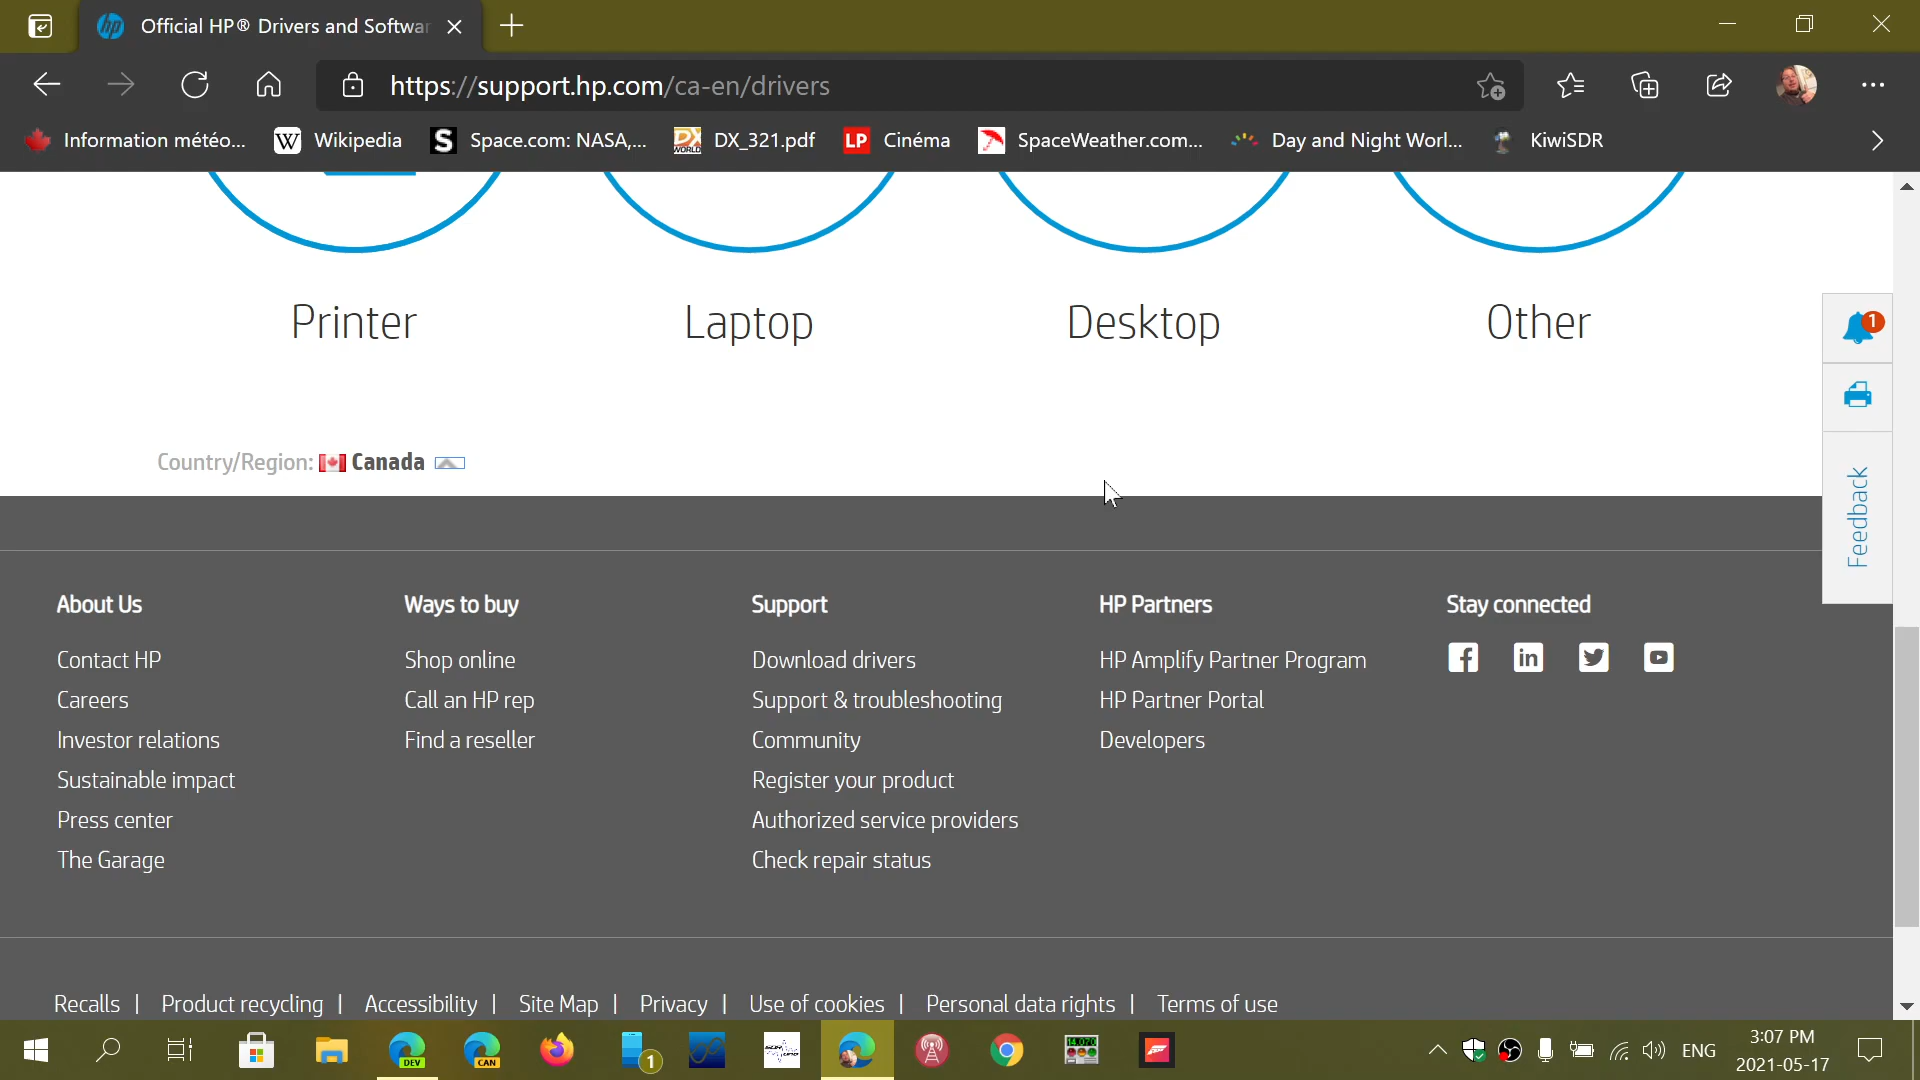 Official HP® Drivers and Softwar
https://support.hp.com/ca-en/drivers
Information météo... Wikipedia Space.com: NASA,... DX_321.pdf Cinéma SpaceWeather.com... Day and Night Worl... KiwiSDR
Printer Laptop Desktop Other
1
Country/Region: Canada
Feedback
About Us Ways to buy Support HP Partners Stay connected
Contact HP Shop online Download drivers HP Amplify Partner Program
Careers Call an HP rep Support & troubleshooting HP Partner Portal
Investor relations Find a reseller Community Developers
Sustainable impact Register your product
Press center Authorized service providers
The Garage Check repair status
Recalls | Product recycling | Accessibility | Site Map | Privacy | Use of cookies | Personal data rights | Terms of use
DEV CAN 1 ENG 3:07 PM
2021-05-17